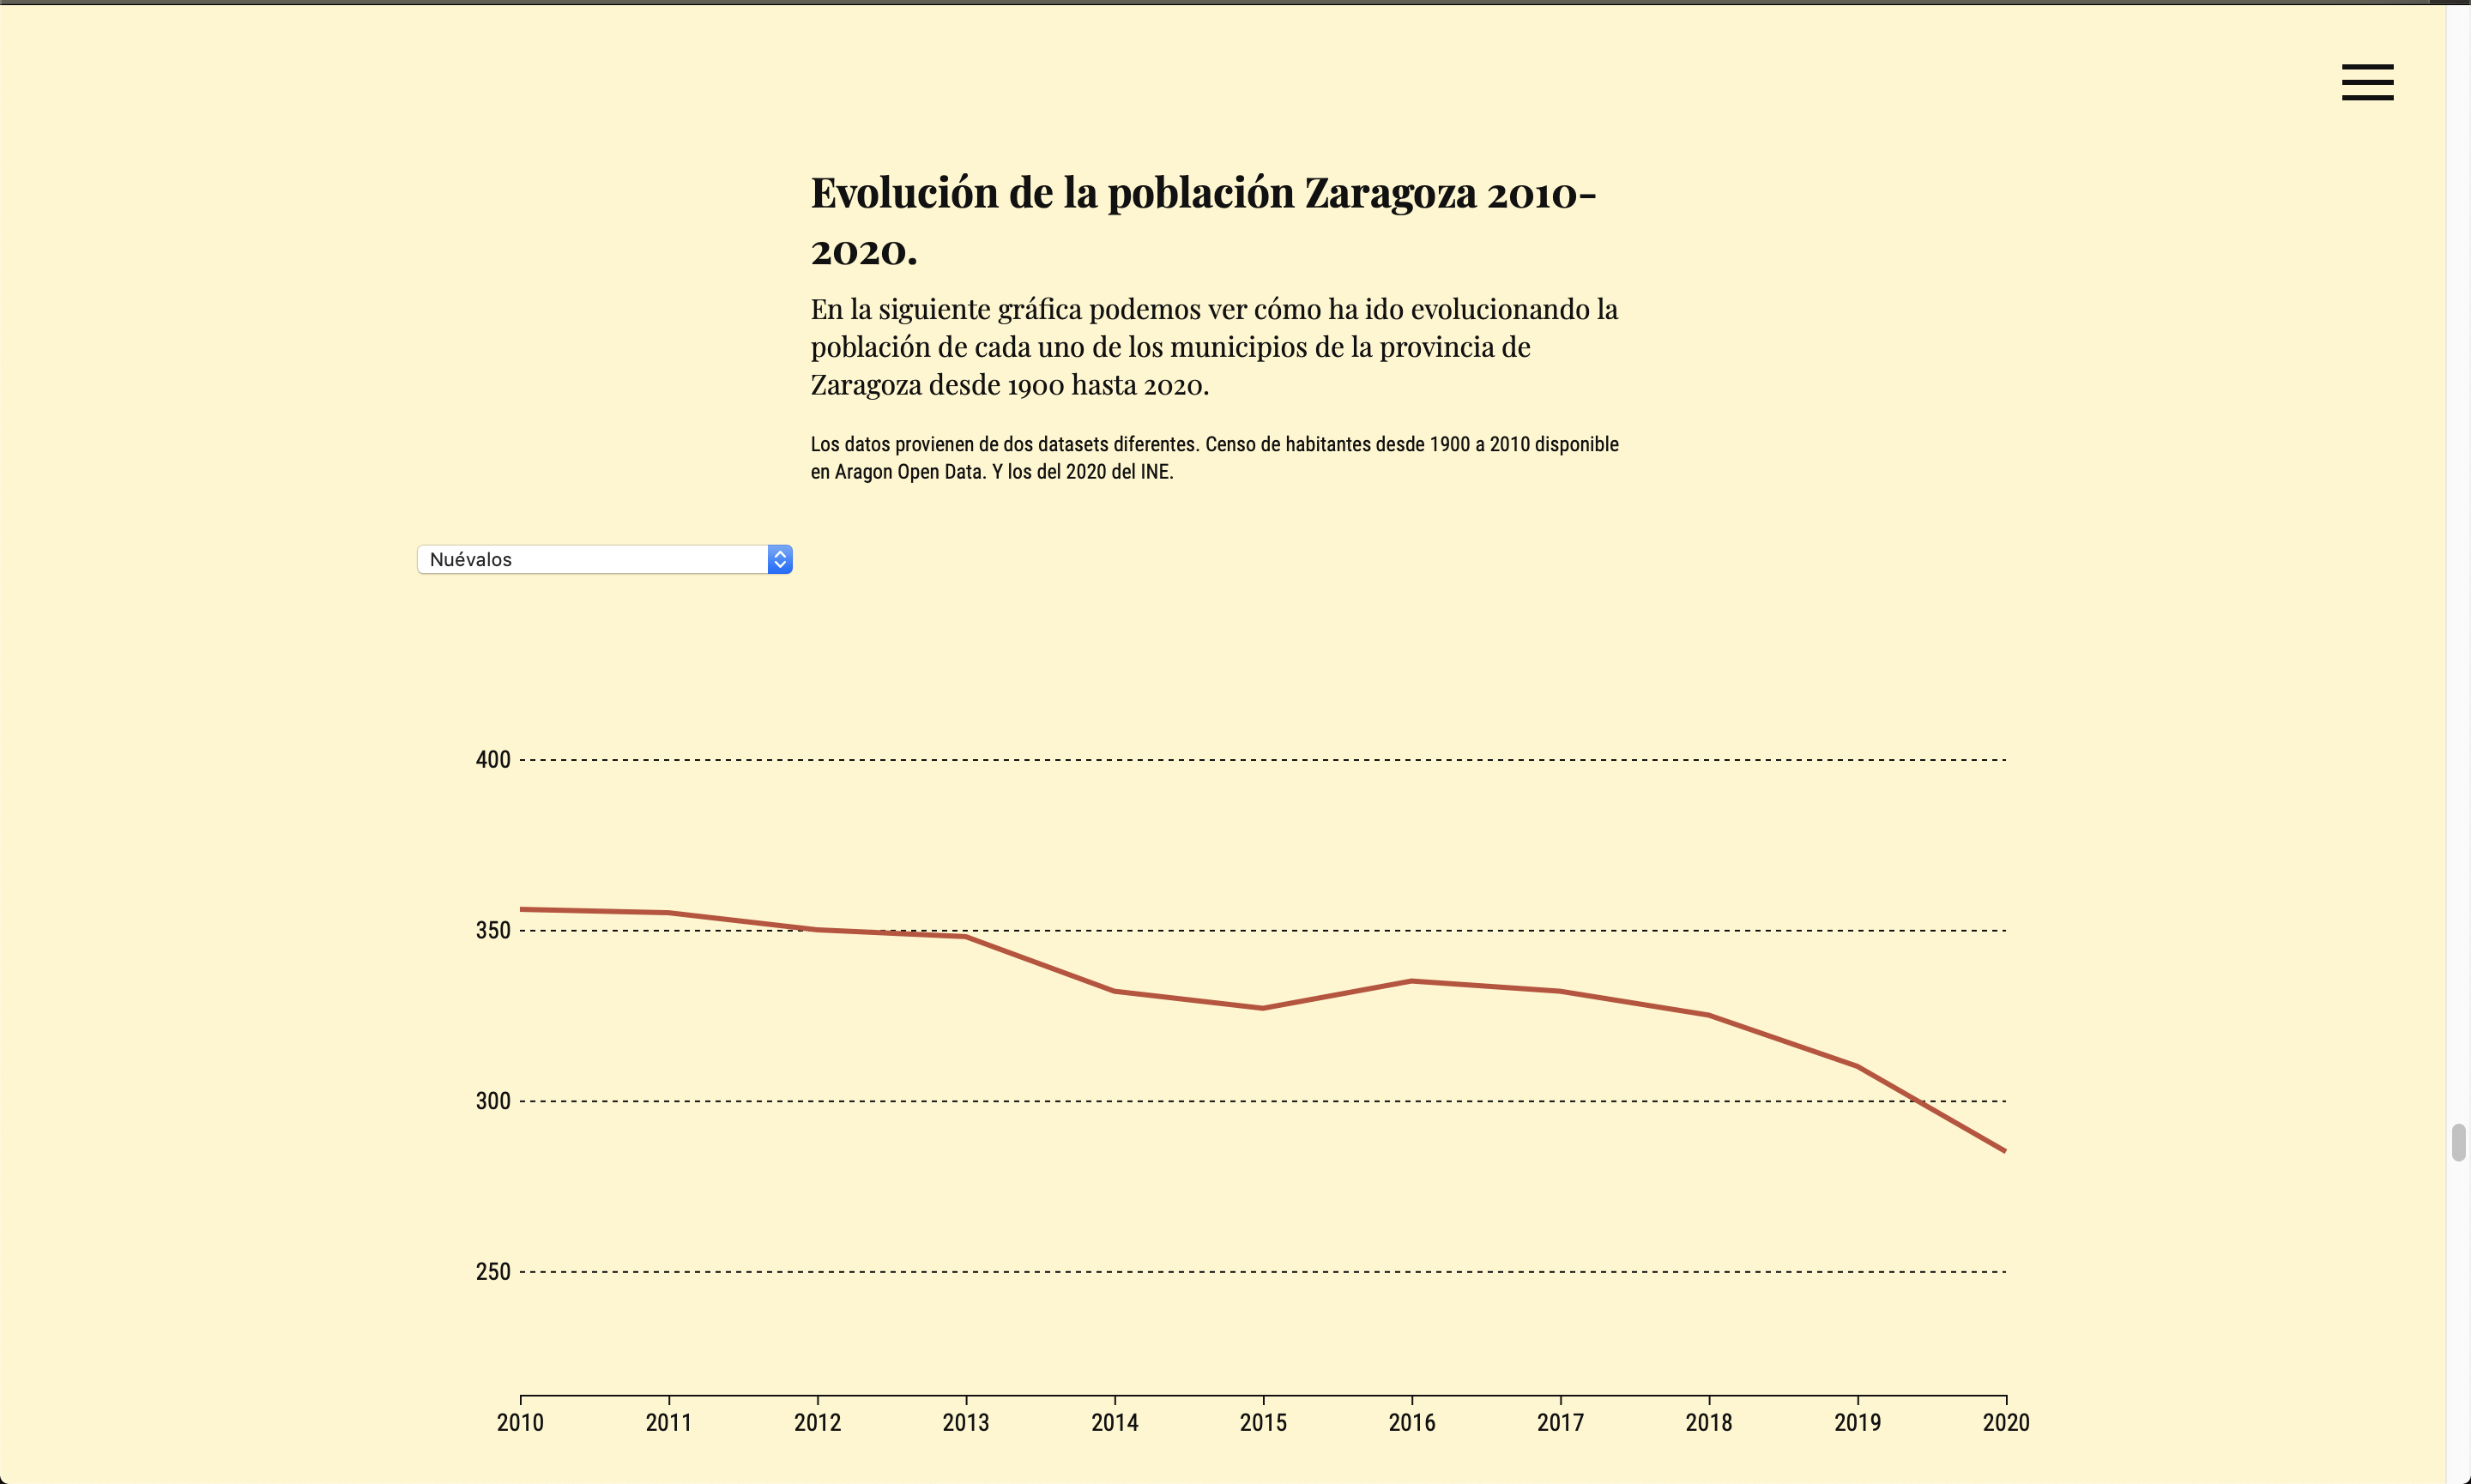 Evolución de la población Zaragoza 2010-
2020.
En la siguiente gráfica podemos ver cómo ha ido evolucionando la
población de cada uno de los municipios de la provincia de
Zaragoza desde 1900 hasta 2020.
Los datos provienen de dos datasets diferentes. Censo de habitantes desde 1900 a 2010 disponible
en Aragon Open Data. Y los del 2020 del INE.
Nuévalos
400
350
300
250
2010 2011 2012 2013 2014 2015 2016 2017 2018 2019 2020